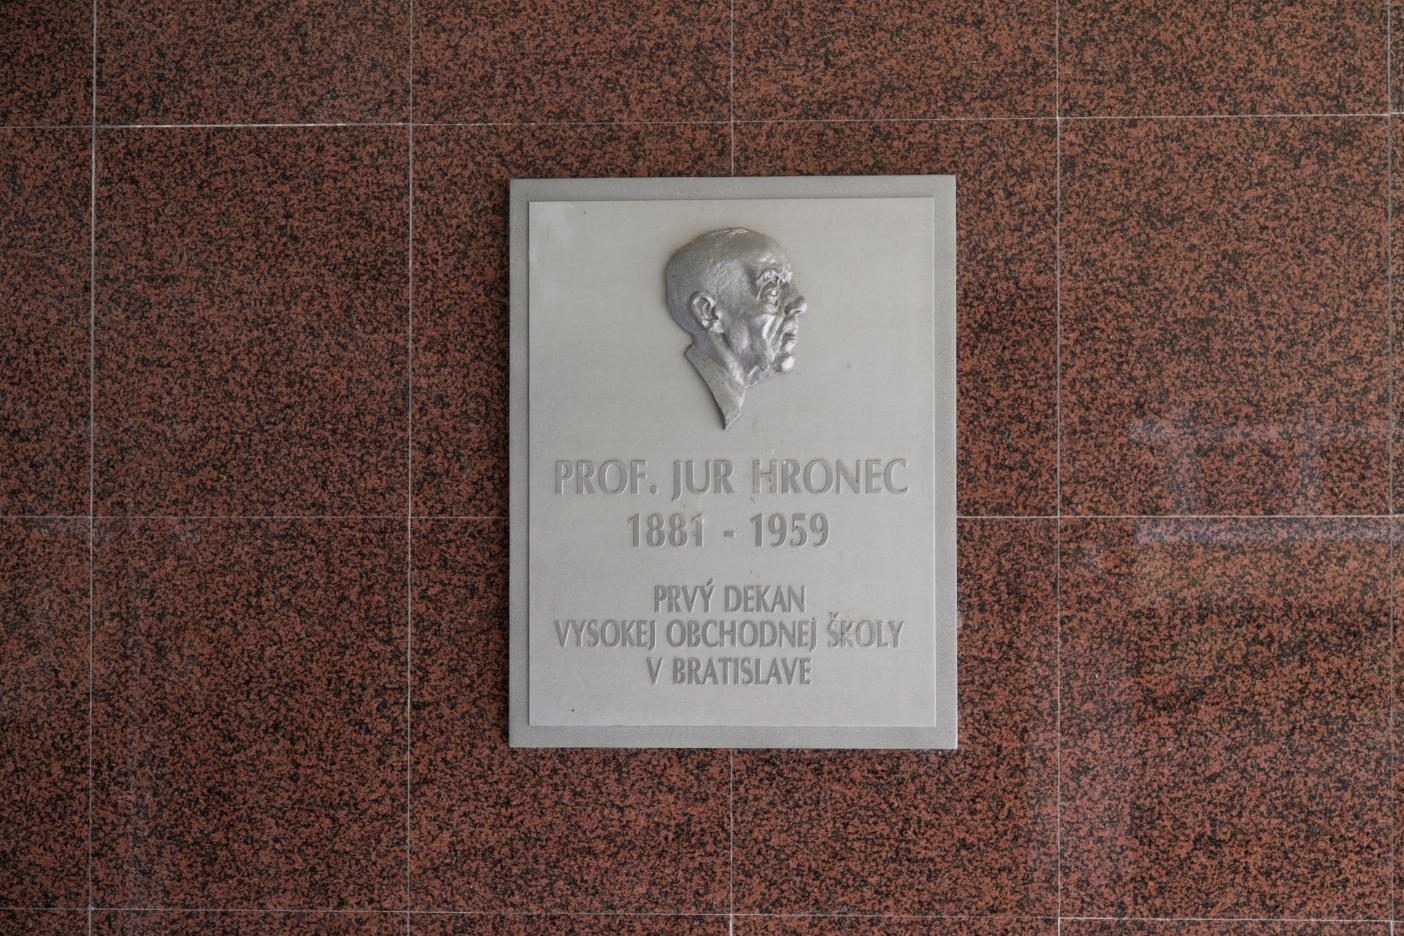 PROF. JUR HRONEC
1881 - 1959
PRVÝ DEKAN
VYSOKEJ OBCHODNEJ ŠKOLY
V BRATISLAVE